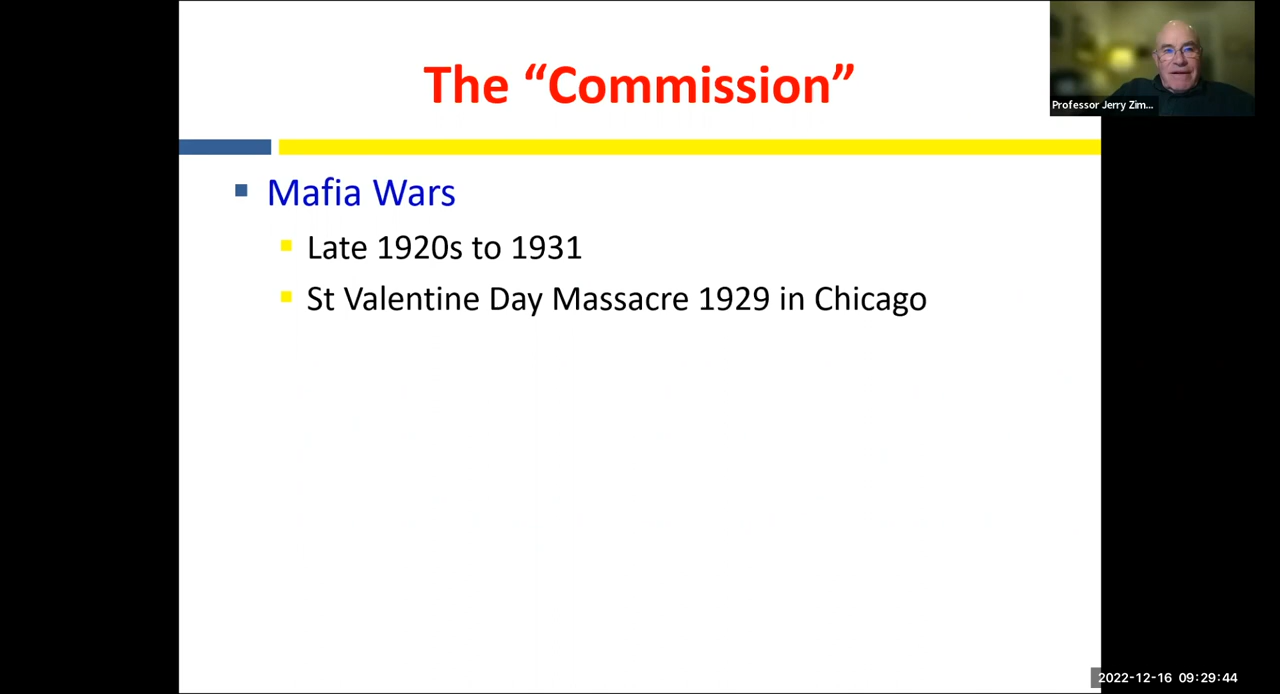 The “Commission”
Professor Jerry Zim...
Mafia Wars
Late 1920s to 1931
St Valentine Day Massacre 1929 in Chicago
2022-12-16 09:29:44